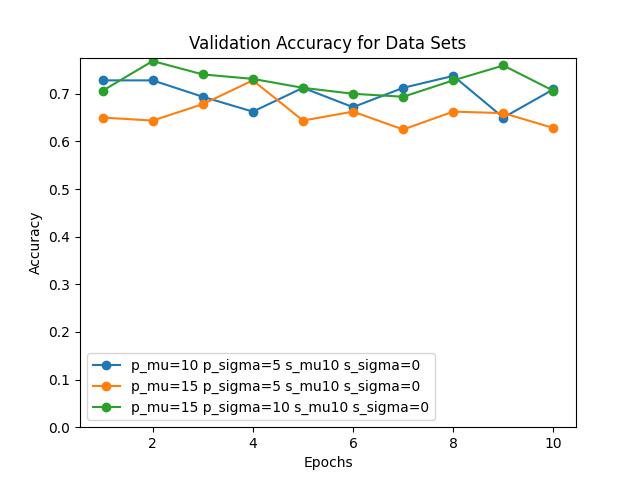 Validation Accuracy for Data Sets
Accuracy
0.7
0.6
0.5
0.4
0.3
0.2
0.1
0.0
p_mu=10 p_sigma=5 s_mu10 s_sigma=0
p_mu=15 p_sigma=5 s_mu10 s_sigma=0
p_mu=15 p_sigma=10 s_mu10 s_sigma=0
2 4 6 8 10
Epochs